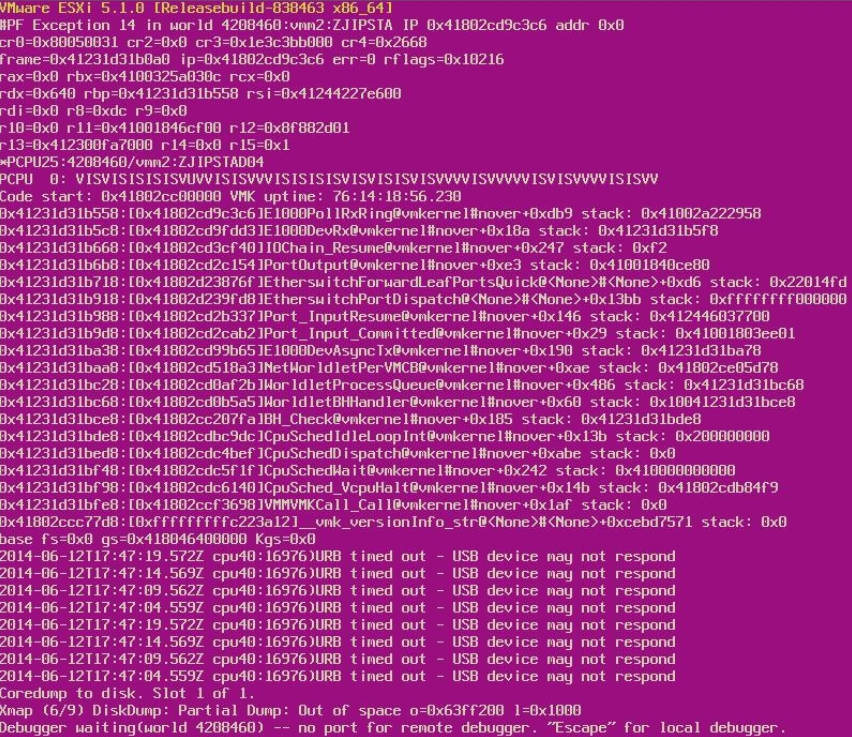 VMware ESXi 5.1.0 [Releasebuild-838463 x86_64]
#PF Exception 14 in world 4208460:vmm2:ZJIPSTA IP 0x41802cd9c3c6 addr 0x0
cr0=0x80050031 cr2=0x0 cr3=0x1e3c3bb000 cr4=0x2668
frame=0x41231d31b0a0 ip=0x41802cd9c3c6 err=0 rflags=0x10216
rax=0x0 rbx=0x4100325a030c rcx=0x0
rdx=0x640 rbp=0x41231d31b558 rsi=0x41244227e600
rdi=0x0 r8=0xdc r9=0x0
r10=0x0 r11=0x41001846cf00 r12=0x8f882d01
r13=0x412300fa7000 r14=0x0 r15=0x1
*PCPU25:4208460/vmm2:ZJIPSTAD04
PCPU  0: VISVISISISISVUVVISISVVVISISISISISVISVISISVISVVVVISVVVVVISVISVVVVISISVV
Code start: 0x41802cc00000 VMK uptime: 76:14:18:56.230
0x41231d31b558:[0x41802cd9c3c6]E1000PollRxRing@vmkernel#nover+0xdb9 stack: 0x41002a222958
0x41231d31b5c8:[0x41802cd9fdd3]E1000DevRx@vmkernel#nover+0x18a stack: 0x41231d31b5f8
0x41231d31b668:[0x41802cd3cf40]IOChain_Resume@vmkernel#nover+0x247 stack: 0xf2
0x41231d31b6b8:[0x41802cd2c154]PortOutput@vmkernel#nover+0xe3 stack: 0x41001840ce80
0x41231d31b718:[0x41802d23876f]EtherswitchForwardLeafPortsQuick@<None>#<None>+0xd6 stack: 0x22014fd
0x41231d31b918:[0x41802d239fd8]EtherswitchPortDispatch@<None>#<None>+0x13bb stack: 0xffffffff000000
0x41231d31b988:[0x41802cd2b337]Port_InputResume@vmkernel#nover+0x146 stack: 0x412446037700
0x41231d31b9d8:[0x41802cd2cab2]Port_Input_Committed@vmkernel#nover+0x29 stack: 0x41001803ee01
0x41231d31ba38:[0x41802cd99b65]E1000DevAsyncTx@vmkernel#nover+0x190 stack: 0x41231d31ba78
0x41231d31baa8:[0x41802cd518a3]NetWorldletPerVMCB@vmkernel#nover+0xae stack: 0x41802ce05d78
0x41231d31bc28:[0x41802cd0af2b]WorldletProcessQueue@vmkernel#nover+0x486 stack: 0x41231d31bc68
0x41231d31bc68:[0x41802cd0b5a5]WorldletBHHandler@vmkernel#nover+0x60 stack: 0x10041231d31bce8
0x41231d31bce8:[0x41802cc207fa]BH_Check@vmkernel#nover+0x185 stack: 0x41231d31bde8
0x41231d31bde8:[0x41802cdbc9dc]CpuSchedIdleLoopInt@vmkernel#nover+0x13b stack: 0x200000000
0x41231d31bed8:[0x41802cdc4bef]CpuSchedDispatch@vmkernel#nover+0xabe stack: 0x0
0x41231d31bf48:[0x41802cdc5f1f]CpuSchedWait@vmkernel#nover+0x242 stack: 0x410000000000
0x41231d31bf98:[0x41802cdc6140]CpuSched_VcpuHalt@vmkernel#nover+0x14b stack: 0x41802cdb84f9
0x41231d31bfe8:[0x41802ccf3698]VMMVMKCall_Call@vmkernel#nover+0x1af stack: 0x0
0x41802ccc77d8:[0xfffffffffc223a12]__vmk_versionInfo_str@<None>#<None>+0xcebd7571 stack: 0x0
base fs=0x0 gs=0x418046400000 Kgs=0x0
2014-06-12T17:47:19.572Z cpu40:16976)URB timed out - USB device may not respond
2014-06-12T17:47:14.569Z cpu40:16976)URB timed out - USB device may not respond
2014-06-12T17:47:09.562Z cpu40:16976)URB timed out - USB device may not respond
2014-06-12T17:47:04.559Z cpu40:16976)URB timed out - USB device may not respond
2014-06-12T17:47:19.572Z cpu40:16976)URB timed out - USB device may not respond
2014-06-12T17:47:14.569Z cpu40:16976)URB timed out - USB device may not respond
2014-06-12T17:47:09.562Z cpu40:16976)URB timed out - USB device may not respond
2014-06-12T17:47:04.559Z cpu40:16976)URB timed out - USB device may not respond
Coredump to disk. Slot 1 of 1.
Xmap (6/9) DiskDump: Partial Dump: Out of space o=0x63ff200 l=0x1000
Debugger waiting(world 4208460) -- no port for remote debugger. "Escape" for local debugger.